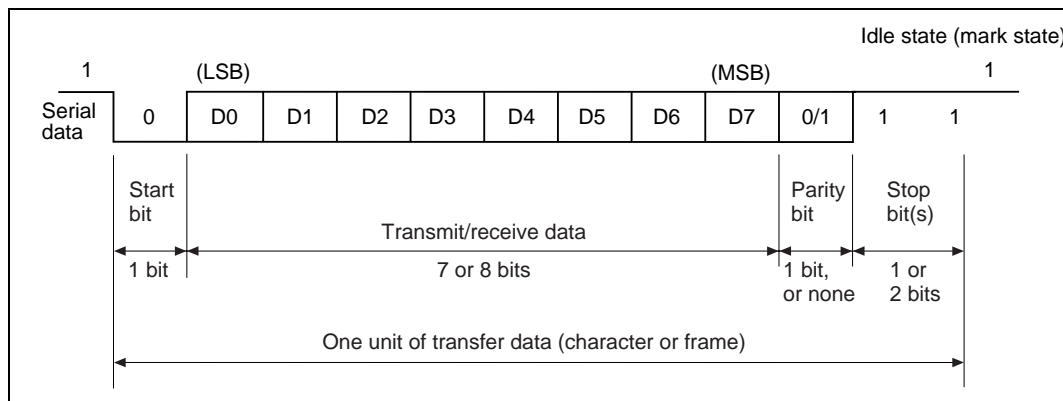 Idle state (mark state)
1 (LSB) (MSB) 1
Serial
data
0 D0 D1 D2 D3 D4 D5 D6 D7 0/1 1 1
Start
bit
Parity
bit
Stop
bit(s)
Transmit/receive data
1 bit
7 or 8 bits
1 bit,
or none
1 or
2 bits
One unit of transfer data (character or frame)